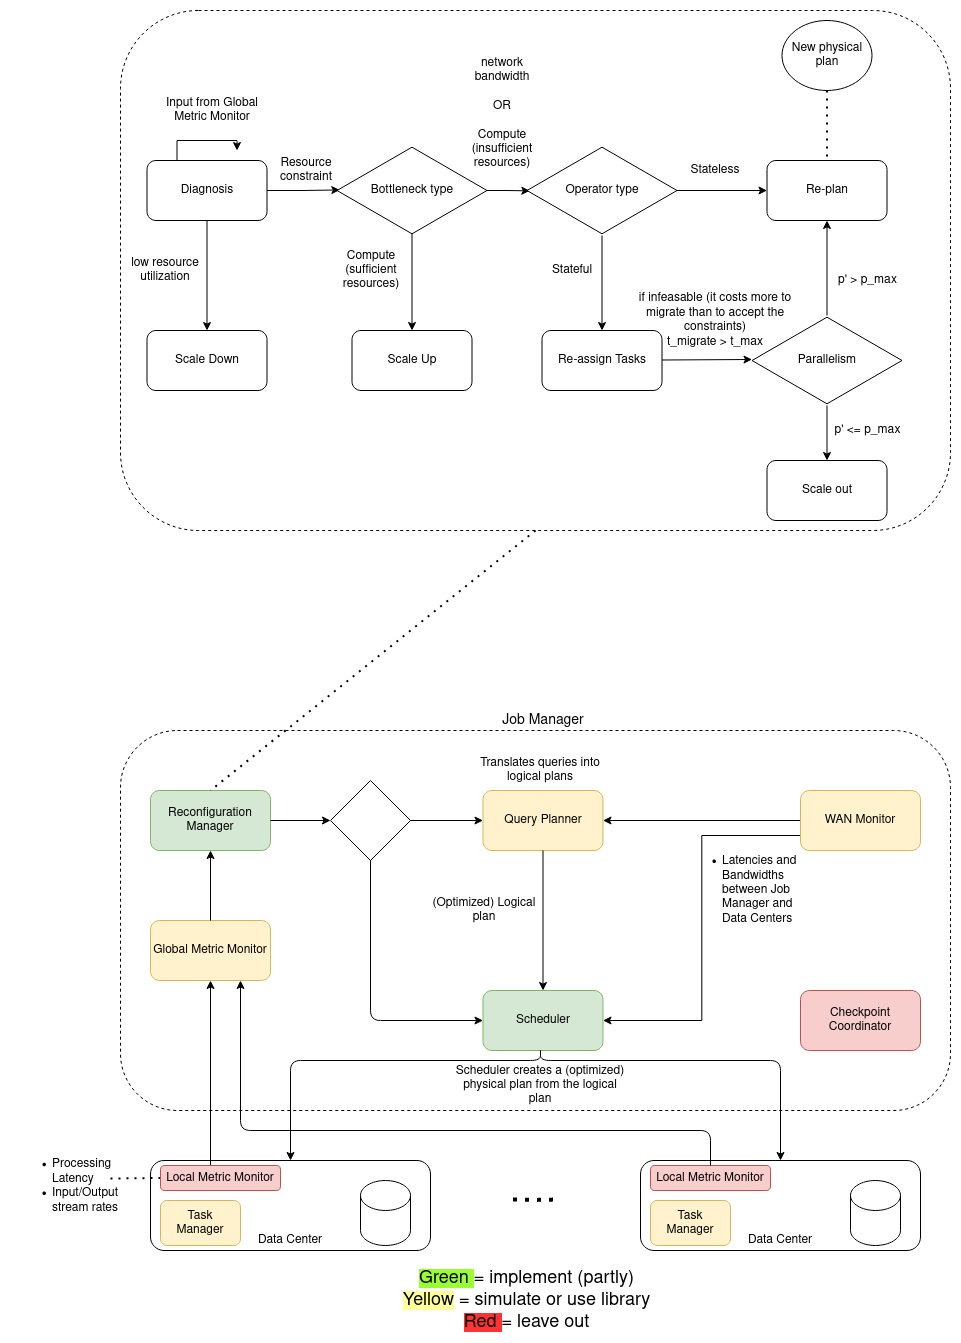 New physical
plan
network
bandwidth
OR
Compute
(insufficient
resources)
Input from Global
Metric Monitor
Resource
constraint
Stateless
Diagnosis
Bottleneck type
Operator type
Re-plan
low resource
utilization
Compute
(sufficient
resources)
Stateful
p' > p_max
if infeasable (it costs more to
migrate than to accept the
constraints)
t_migrate > t_max
Scale Down
Scale Up
Re-assign Tasks
Parallelism
p' <= p_max
Scale out
Job Manager
Translates queries into
logical plans
Reconfiguration
Manager
Query Planner
WAN Monitor
• Latencies and
Bandwidths
between Job
Manager and
Data Centers
(Optimized) Logical
plan
Global Metric Monitor
Scheduler
Checkpoint
Coordinator
Scheduler creates a (optimized)
physical plan from the logical
plan
• Processing
Latency
• Input/Output
stream rates
Local Metric Monitor
Task
Manager
Data Center
Local Metric Monitor
Task
Manager
Data Center
Green = implement (partly)
Yellow = simulate or use library
Red = leave out